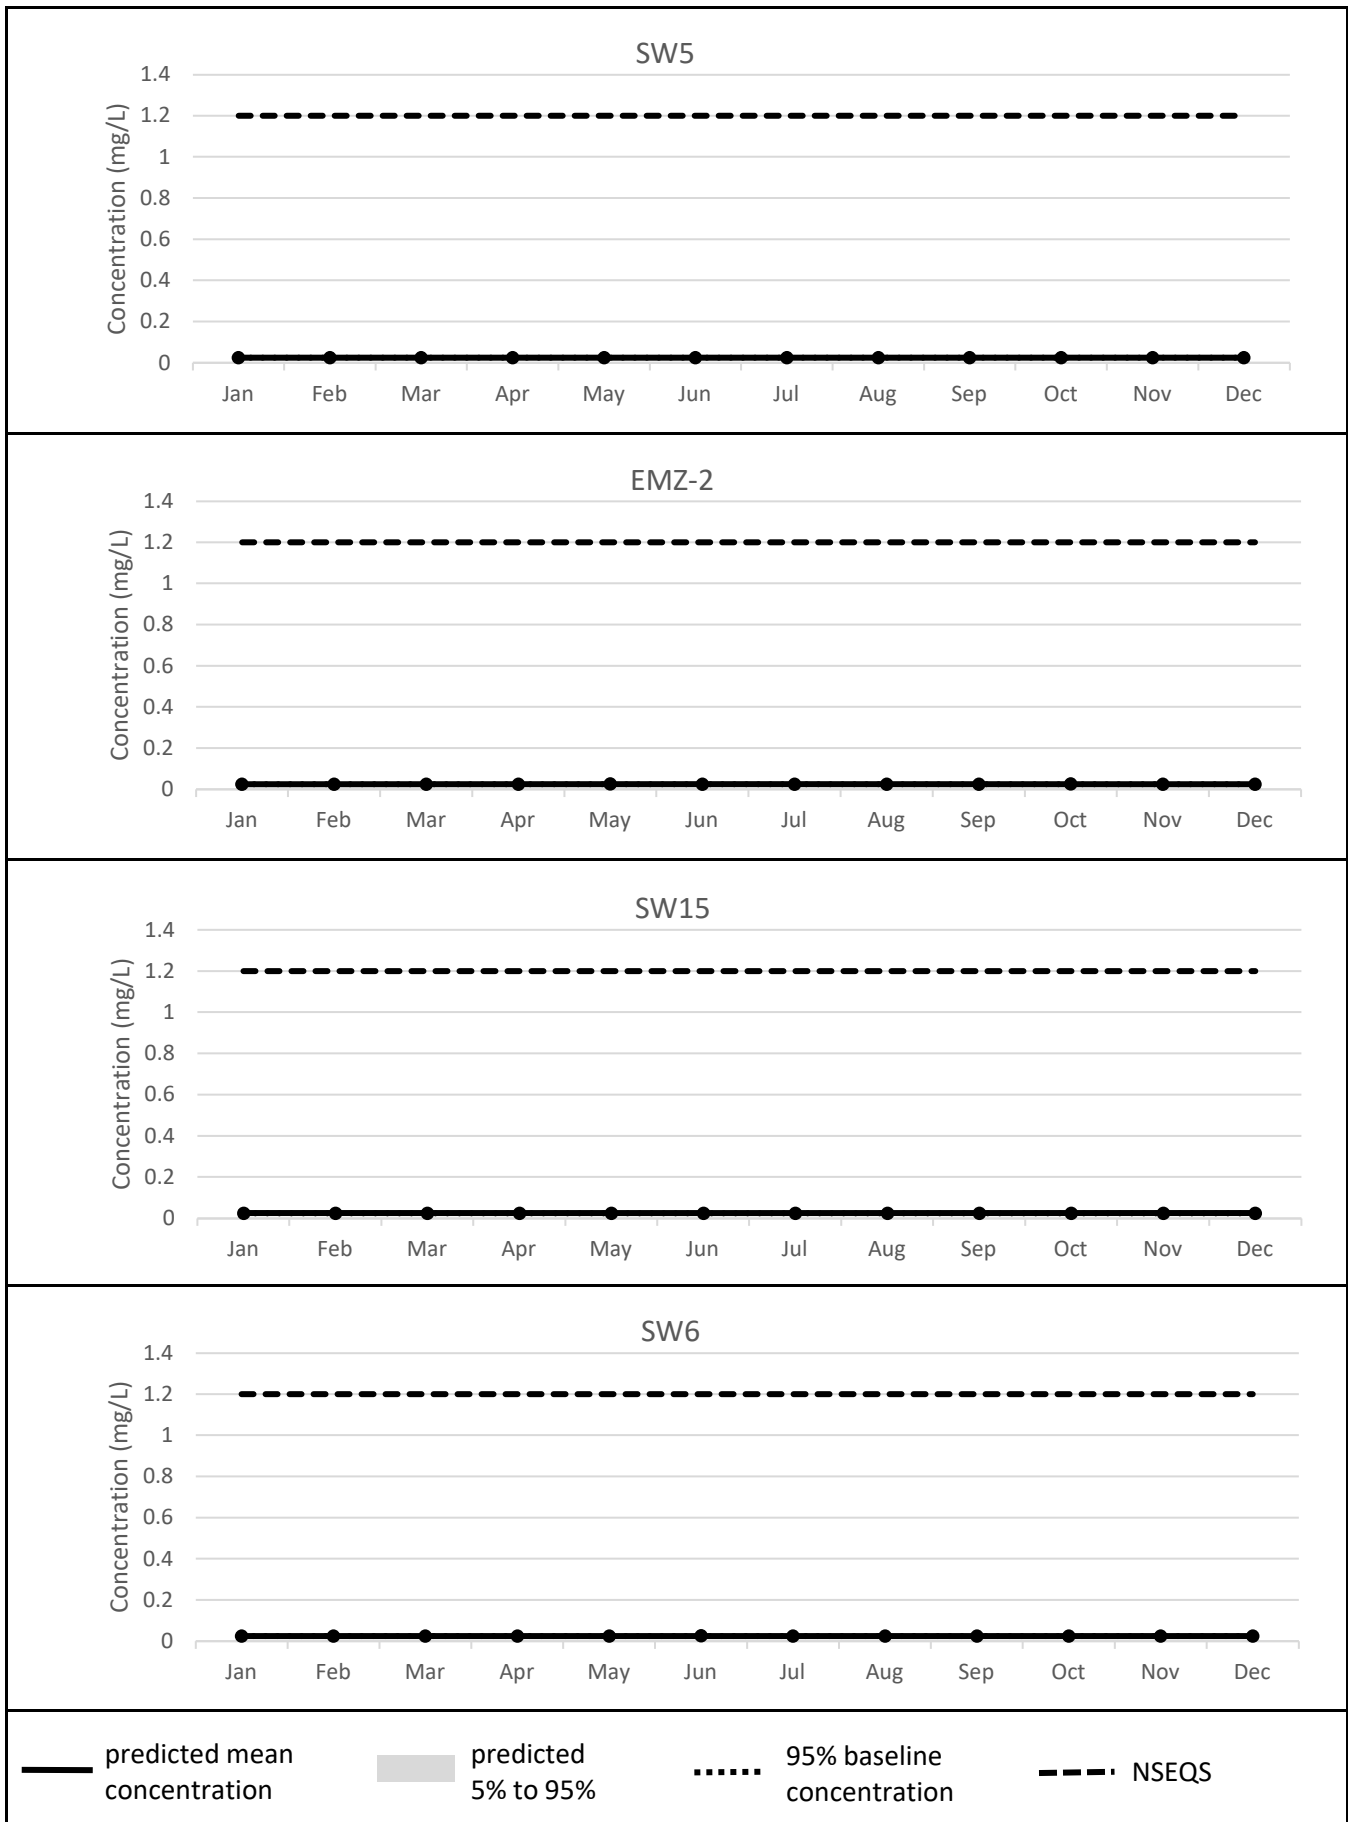 SW5
Concentration (mg/L)
1.4
1.2
1
0.8
0.6
0.4
0.2
0
Jan Feb Mar Apr May Jun Jul Aug Sep Oct Nov Dec
EMZ-2
Concentration (mg/L)
1.4
1.2
1
0.8
0.6
0.4
0.2
0
Jan Feb Mar Apr May Jun Jul Aug Sep Oct Nov Dec
SW15
Concentration (mg/L)
1.4
1.2
1
0.8
0.6
0.4
0.2
0
Jan Feb Mar Apr May Jun Jul Aug Sep Oct Nov Dec
SW6
Concentration (mg/L)
1.4
1.2
1
0.8
0.6
0.4
0.2
0
Jan Feb Mar Apr May Jun Jul Aug Sep Oct Nov Dec
predicted mean
concentration
predicted
5% to 95%
95% baseline
concentration
NSEQS